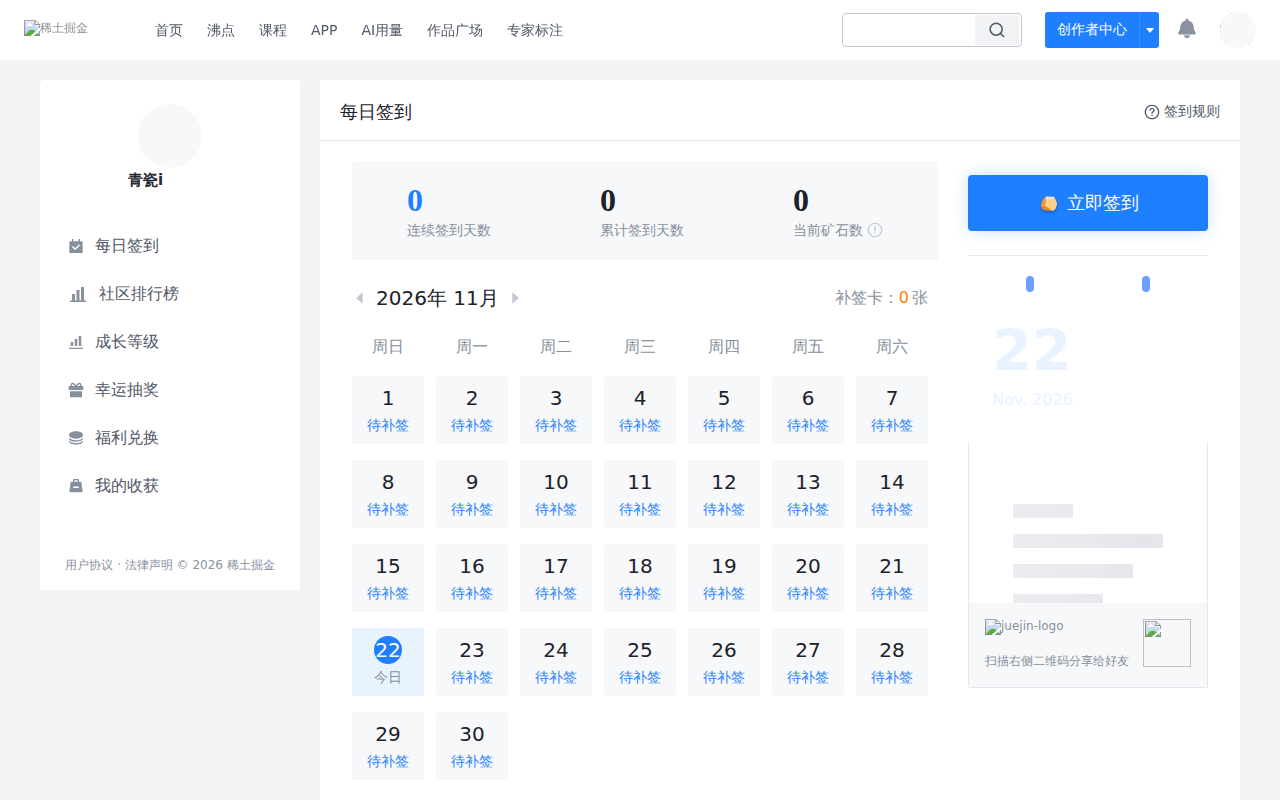 稀土掘金
首页 沸点 课程 APP AI用量 作品广场 专家标注
创作者中心
青瓷i
每日签到
社区排行榜
成长等级
幸运抽奖
福利兑换
我的收获
用户协议 · 法律声明 © 2026 稀土掘金
每日签到
签到规则
0 0 0
连续签到天数 累计签到天数 当前矿石数
2026年 11月
补签卡：0 张
周日 周一 周二 周三 周四 周五 周六
1 2 3 4 5 6 7
待补签 待补签 待补签 待补签 待补签 待补签 待补签
8 9 10 11 12 13 14
待补签 待补签 待补签 待补签 待补签 待补签 待补签
15 16 17 18 19 20 21
待补签 待补签 待补签 待补签 待补签 待补签 待补签
22 23 24 25 26 27 28
今日 待补签 待补签 待补签 待补签 待补签 待补签
29 30
待补签 待补签
立即签到
22
Nov. 2026
juejin-logo
扫描右侧二维码分享给好友